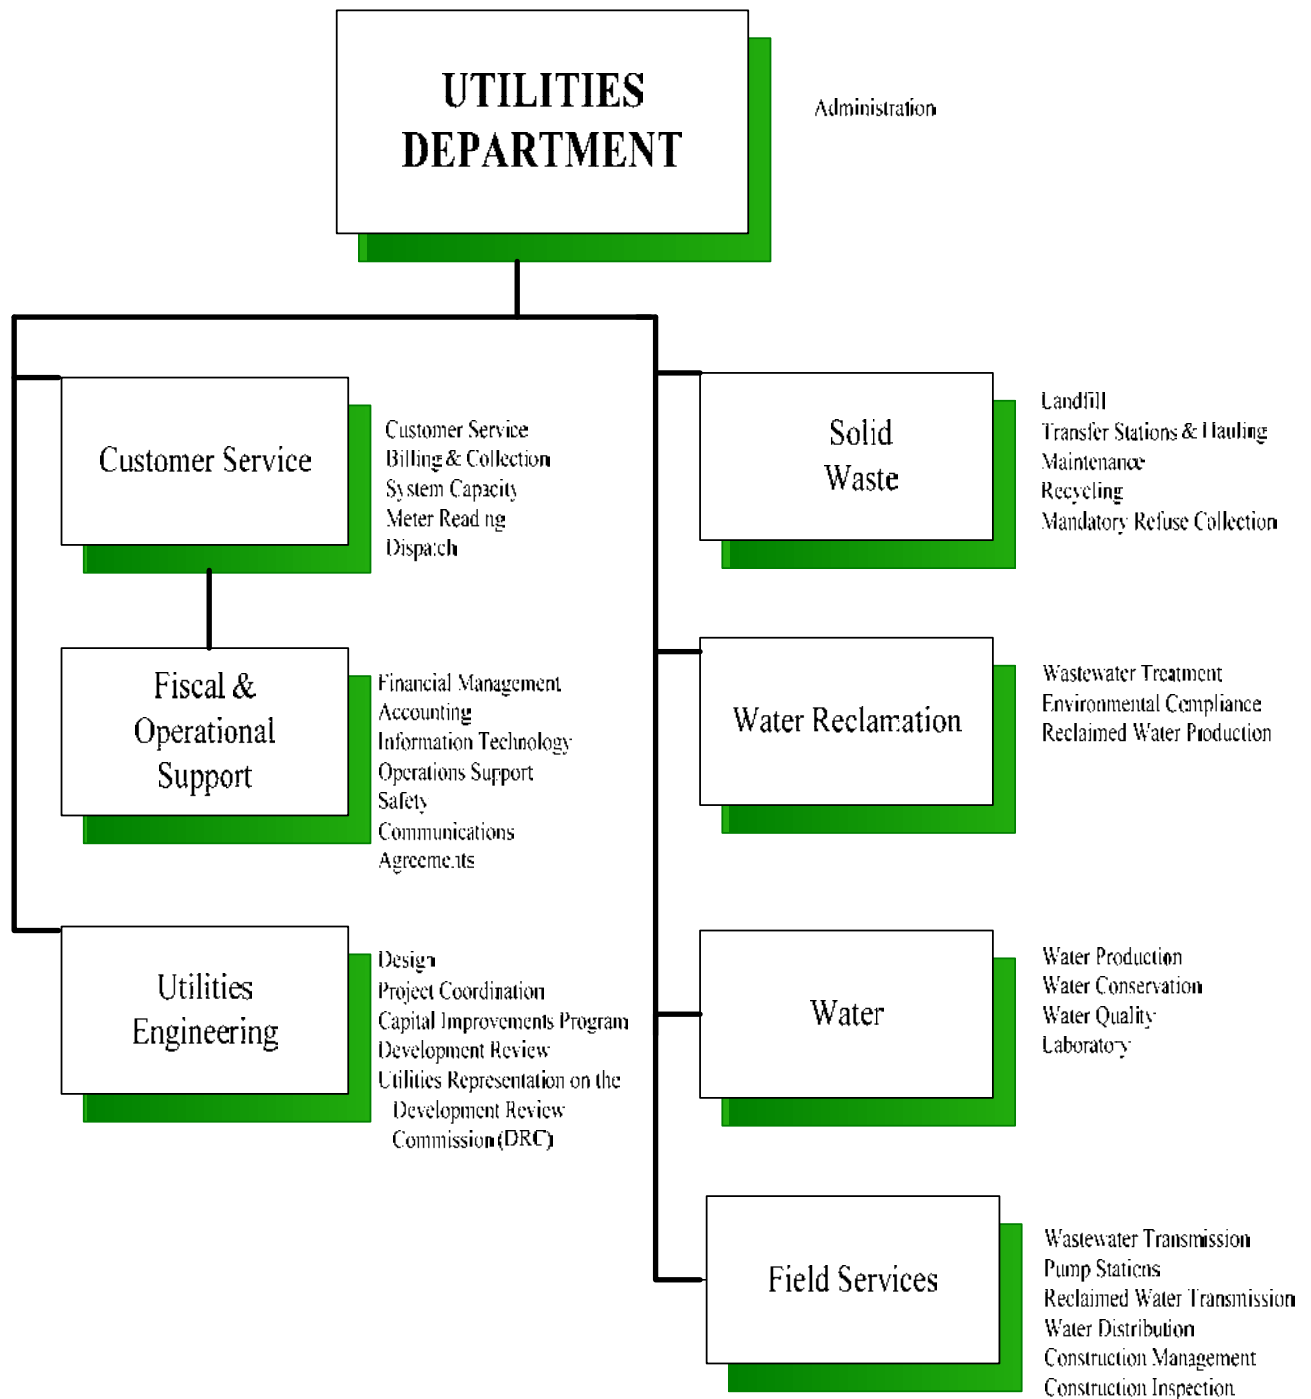 UTILITIES
DEPARTMENT
Administration
Customer Service
Customer Service
Billing & Collection
System Capacity
Meter Reading
Dispatch
Fiscal &
Operational
Support
Financial Management
Accounting
Information Technology
Operations Support
Safety
Communications
Agreements
Utilities
Engineering
Design
Project Coordination
Capital Improvements Program
Development Review
Utilities Representation on the
Development Review
Commission (DRC)
Solid
Waste
Landfill
Transfer Stations & Hauling
Maintenance
Recycling
Mandatory Refuse Collection
Water Reclamation
Wastewater Treatment
Environmental Compliance
Reclaimed Water Production
Water
Water Production
Water Conservation
Water Quality
Laboratory
Field Services
Wastewater Transmission
Pump Stations
Reclaimed Water Transmission
Water Distribution
Construction Management
Construction Inspection